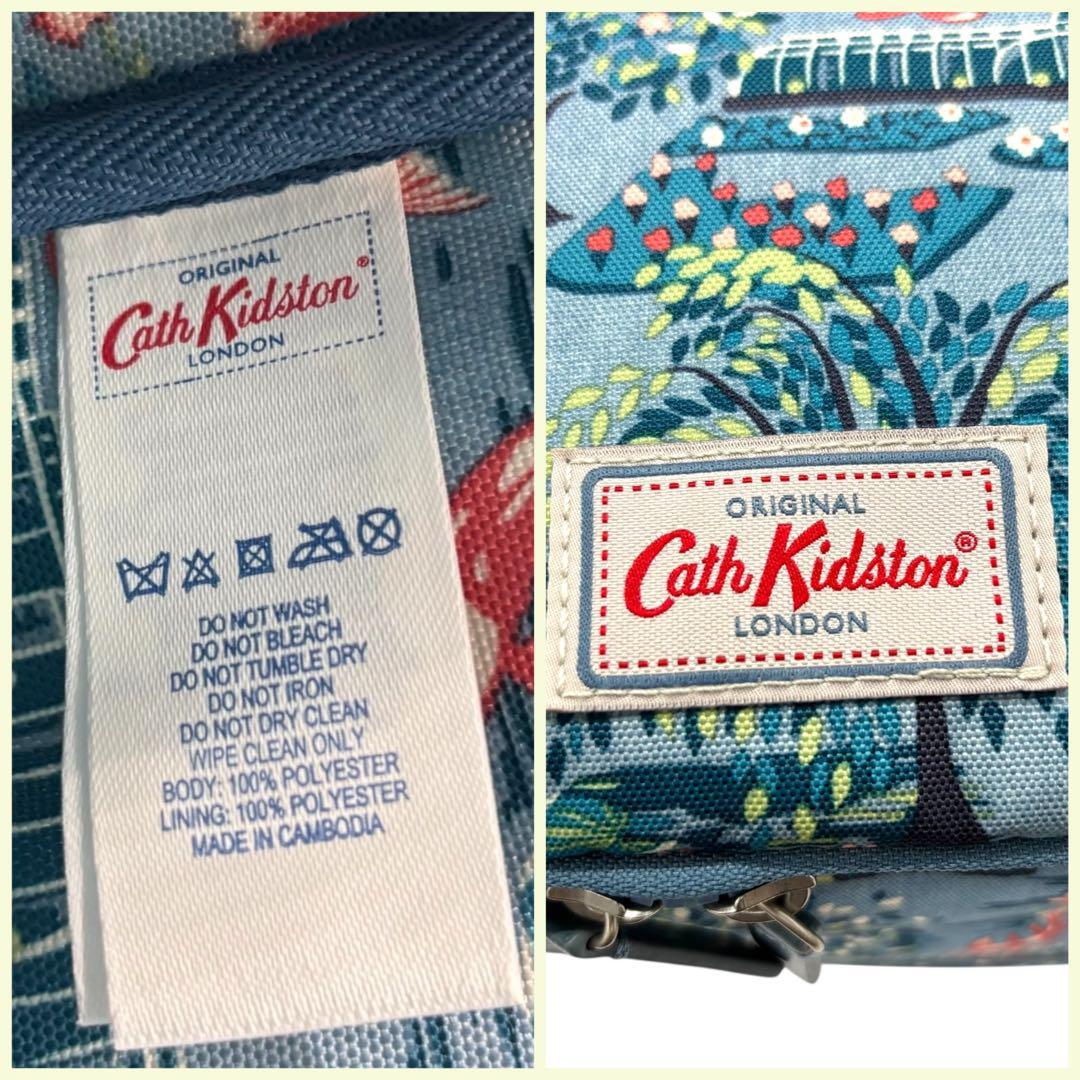 ORIGINAL
Cath Kidston®
LONDON
DO NOT WASH
DO NOT BLEACH
DO NOT TUMBLE DRY
DO NOT IRON
DO NOT DRY CLEAN
WIPE CLEAN ONLY
BODY: 100% POLYESTER
LINING: 100% POLYESTER
MADE IN CAMBODIA
ORIGINAL
Cath Kidston®
LONDON